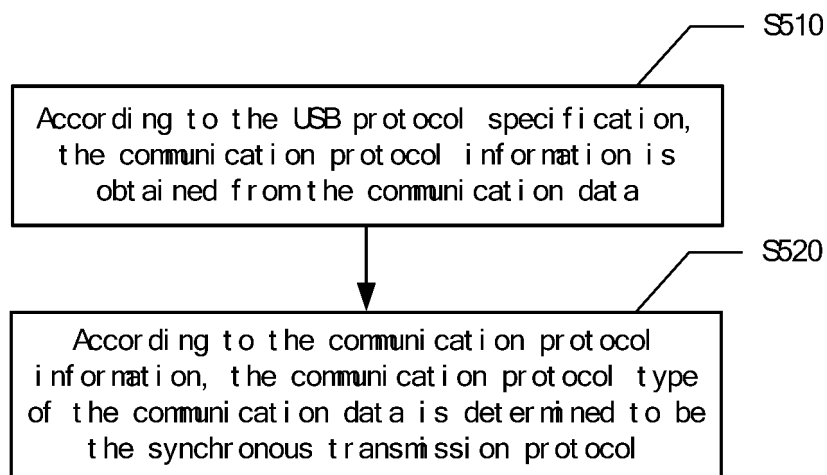 S510
According to the USB protocol specification,
the communication protocol information is
obtained from the communication data
S520
According to the communication protocol
information, the communication protocol type
of the communication data is determined to be
the synchronous transmission protocol